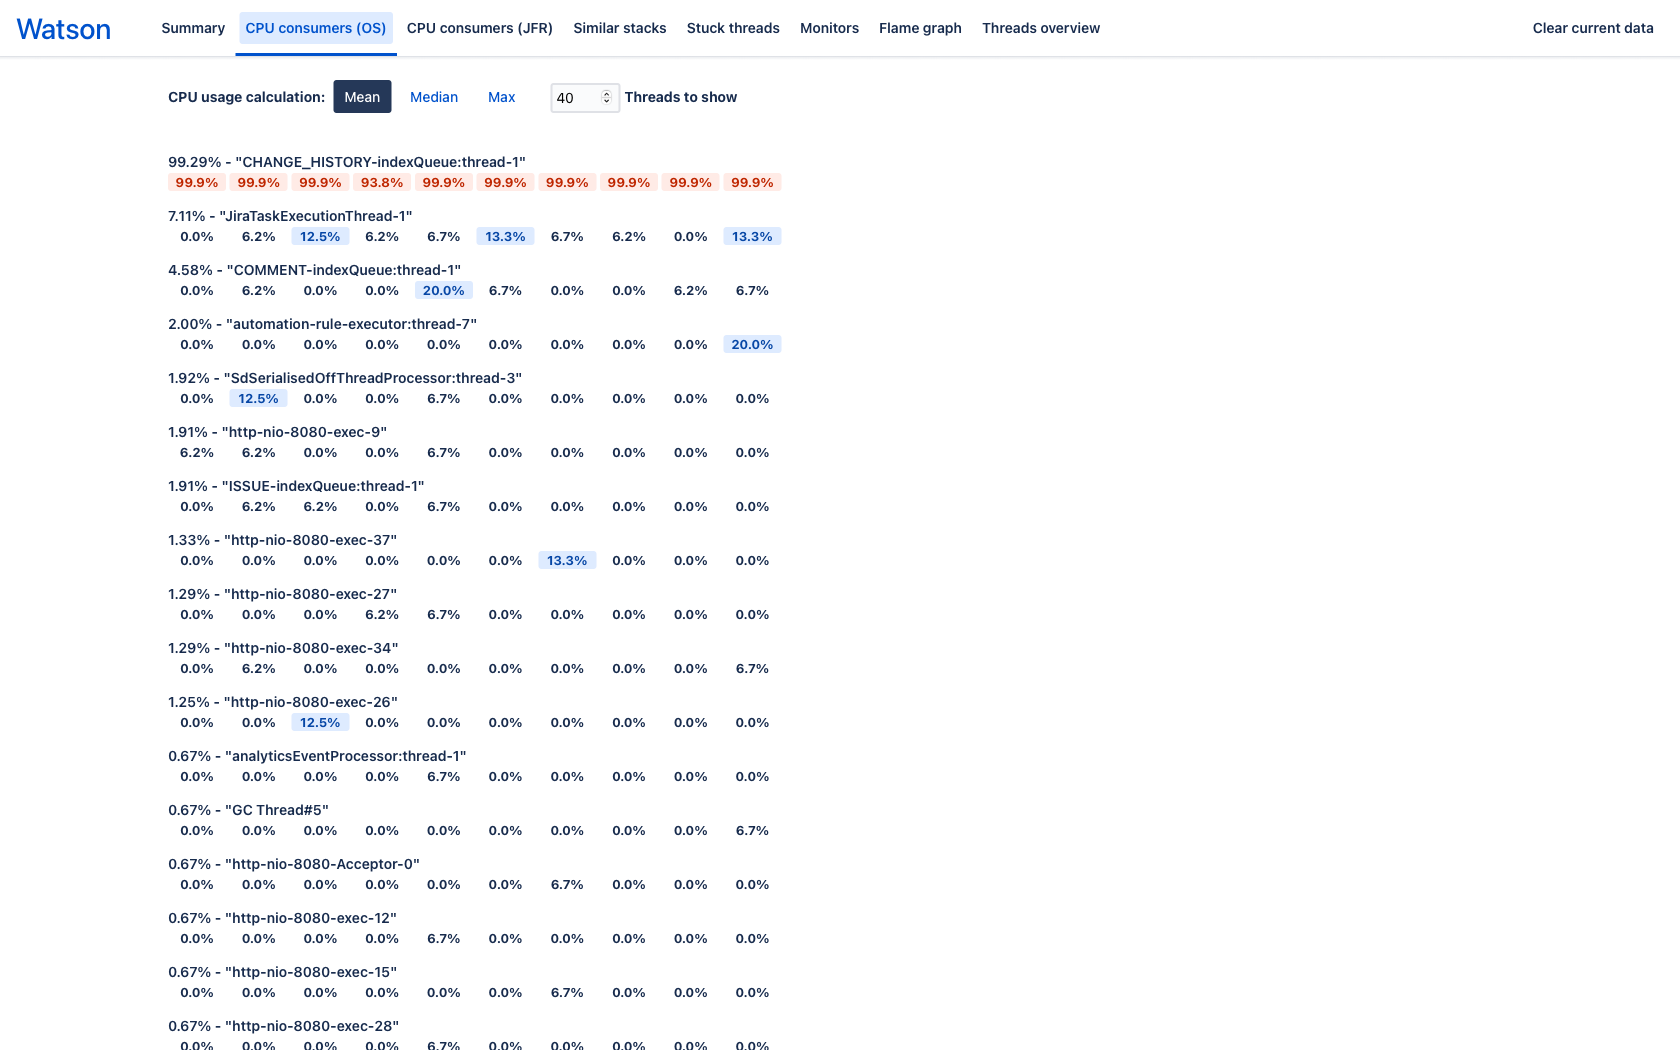 Watson Summary CPU consumers (OS) CPU consumers (JFR) Similar stacks Stuck threads Monitors Flame graph Threads overview Clear current data
CPU usage calculation: Mean Median Max 40 Threads to show
99.29% - "CHANGE_HISTORY-indexQueue:thread-1"
99.9% 99.9% 99.9% 93.8% 99.9% 99.9% 99.9% 99.9% 99.9% 99.9%
7.11% - "JiraTaskExecutionThread-1"
0.0% 6.2% 12.5% 6.2% 6.7% 13.3% 6.7% 6.2% 0.0% 13.3%
4.58% - "COMMENT-indexQueue:thread-1"
0.0% 6.2% 0.0% 0.0% 20.0% 6.7% 0.0% 0.0% 6.2% 6.7%
2.00% - "automation-rule-executor:thread-7"
0.0% 0.0% 0.0% 0.0% 0.0% 0.0% 0.0% 0.0% 0.0% 20.0%
1.92% - "SdSerialisedOffThreadProcessor:thread-3"
0.0% 12.5% 0.0% 0.0% 6.7% 0.0% 0.0% 0.0% 0.0% 0.0%
1.91% - "http-nio-8080-exec-9"
6.2% 6.2% 0.0% 0.0% 6.7% 0.0% 0.0% 0.0% 0.0% 0.0%
1.91% - "ISSUE-indexQueue:thread-1"
0.0% 6.2% 6.2% 0.0% 6.7% 0.0% 0.0% 0.0% 0.0% 0.0%
1.33% - "http-nio-8080-exec-37"
0.0% 0.0% 0.0% 0.0% 0.0% 0.0% 13.3% 0.0% 0.0% 0.0%
1.29% - "http-nio-8080-exec-27"
0.0% 0.0% 0.0% 6.2% 6.7% 0.0% 0.0% 0.0% 0.0% 0.0%
1.29% - "http-nio-8080-exec-34"
0.0% 6.2% 0.0% 0.0% 0.0% 0.0% 0.0% 0.0% 0.0% 6.7%
1.25% - "http-nio-8080-exec-26"
0.0% 0.0% 12.5% 0.0% 0.0% 0.0% 0.0% 0.0% 0.0% 0.0%
0.67% - "analyticsEventProcessor:thread-1"
0.0% 0.0% 0.0% 0.0% 6.7% 0.0% 0.0% 0.0% 0.0% 0.0%
0.67% - "GC Thread#5"
0.0% 0.0% 0.0% 0.0% 0.0% 0.0% 0.0% 0.0% 0.0% 6.7%
0.67% - "http-nio-8080-Acceptor-0"
0.0% 0.0% 0.0% 0.0% 0.0% 0.0% 6.7% 0.0% 0.0% 0.0%
0.67% - "http-nio-8080-exec-12"
0.0% 0.0% 0.0% 0.0% 6.7% 0.0% 0.0% 0.0% 0.0% 0.0%
0.67% - "http-nio-8080-exec-15"
0.0% 0.0% 0.0% 0.0% 0.0% 0.0% 6.7% 0.0% 0.0% 0.0%
0.67% - "http-nio-8080-exec-28"
0.0% 0.0% 0.0% 0.0% 6.7% 0.0% 0.0% 0.0% 0.0% 0.0%